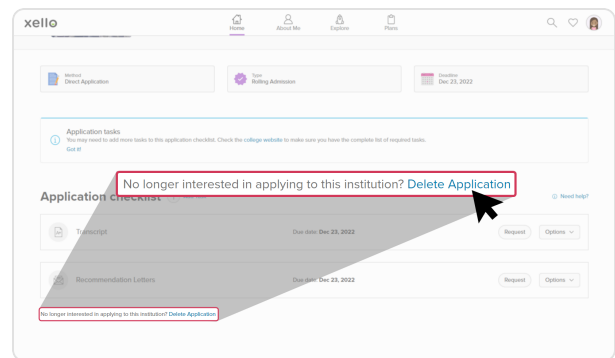 xello
Home
About Me
Explore
Plans
Method
Direct Application
Type
Rolling Admission
Deadline
Dec 23, 2022
Application tasks
You may need to add more tasks to this application checklist. Check the college website to make sure you have the complete list of required tasks.
Got it!
No longer interested in applying to this institution? Delete Application
Application checklist
Need help?
Transcript
Due date: Dec 23, 2022
Request
Options
Recommendation Letters
Due date: Dec 23, 2022
Request
Options
No longer interested in applying to this institution? Delete Application